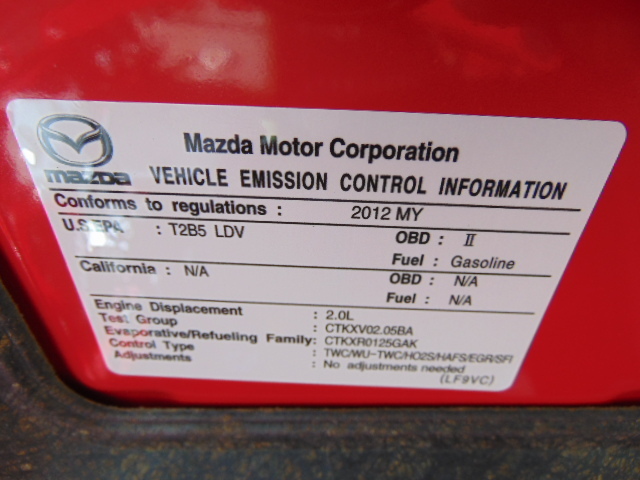 mazda
Mazda Motor Corporation
VEHICLE EMISSION CONTROL INFORMATION
Conforms to regulations : 2012 MY
U.S.EPA : T2B5 LDV OBD : II
Fuel : Gasoline
California : N/A OBD : N/A
Fuel : N/A
Engine Displacement : 2.0L
Test Group : CTKXV02.05BA
Evaporative/Refueling Family: CTKXR0125GAK
Control Type : TWC/WU-TWC/HO2S/HAFS/EGR/SFI
Adjustments : No adjustments needed
(LF9VC)